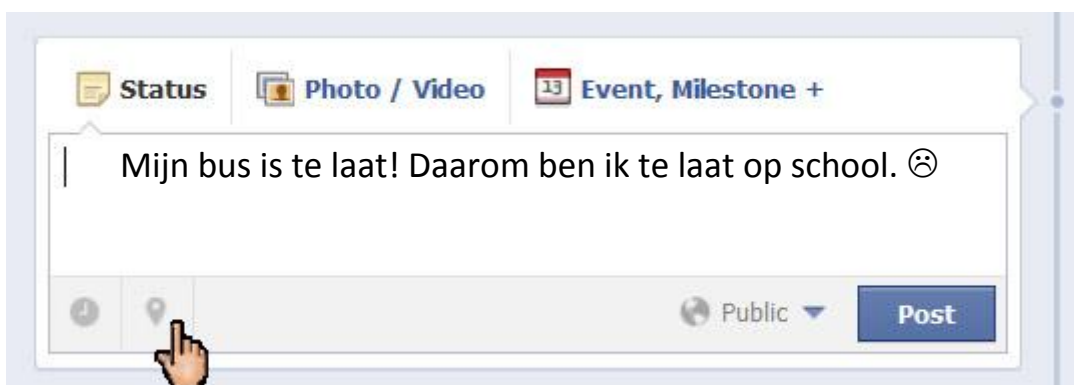 Status Photo / Video 13 Event, Milestone +
Mijn bus is te laat! Daarom ben ik te laat op school. ☹
Public Post